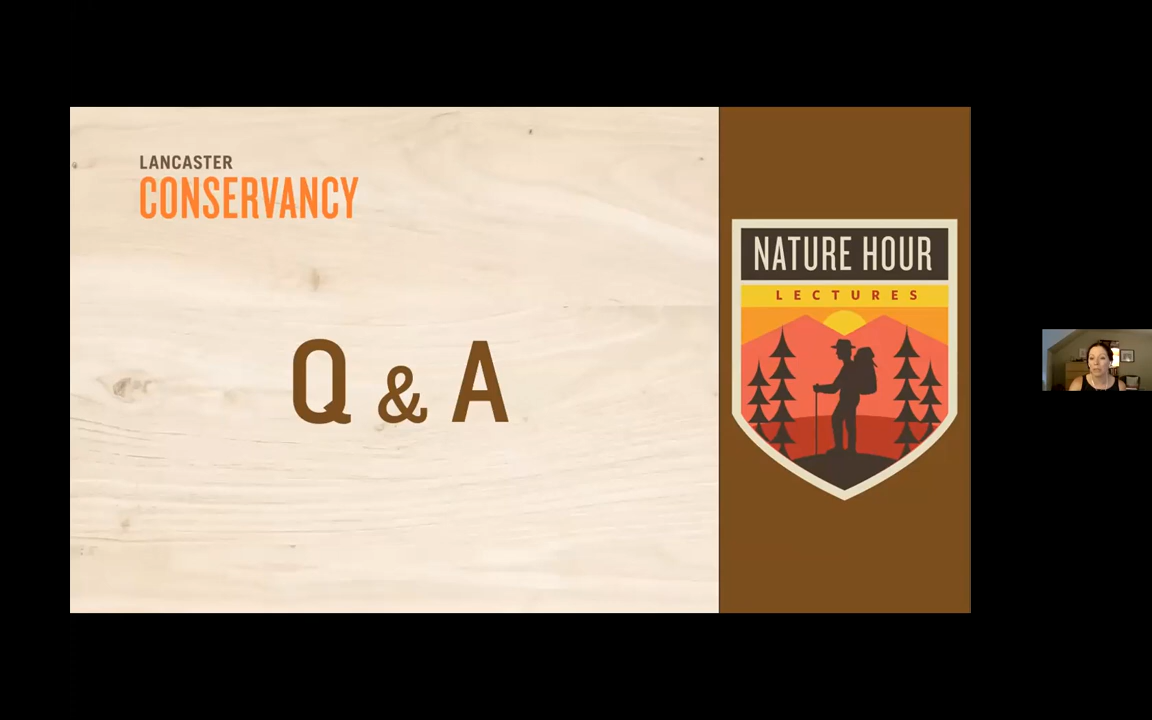 LANCASTER
CONSERVANCY
Q & A
NATURE HOUR
LECTURES